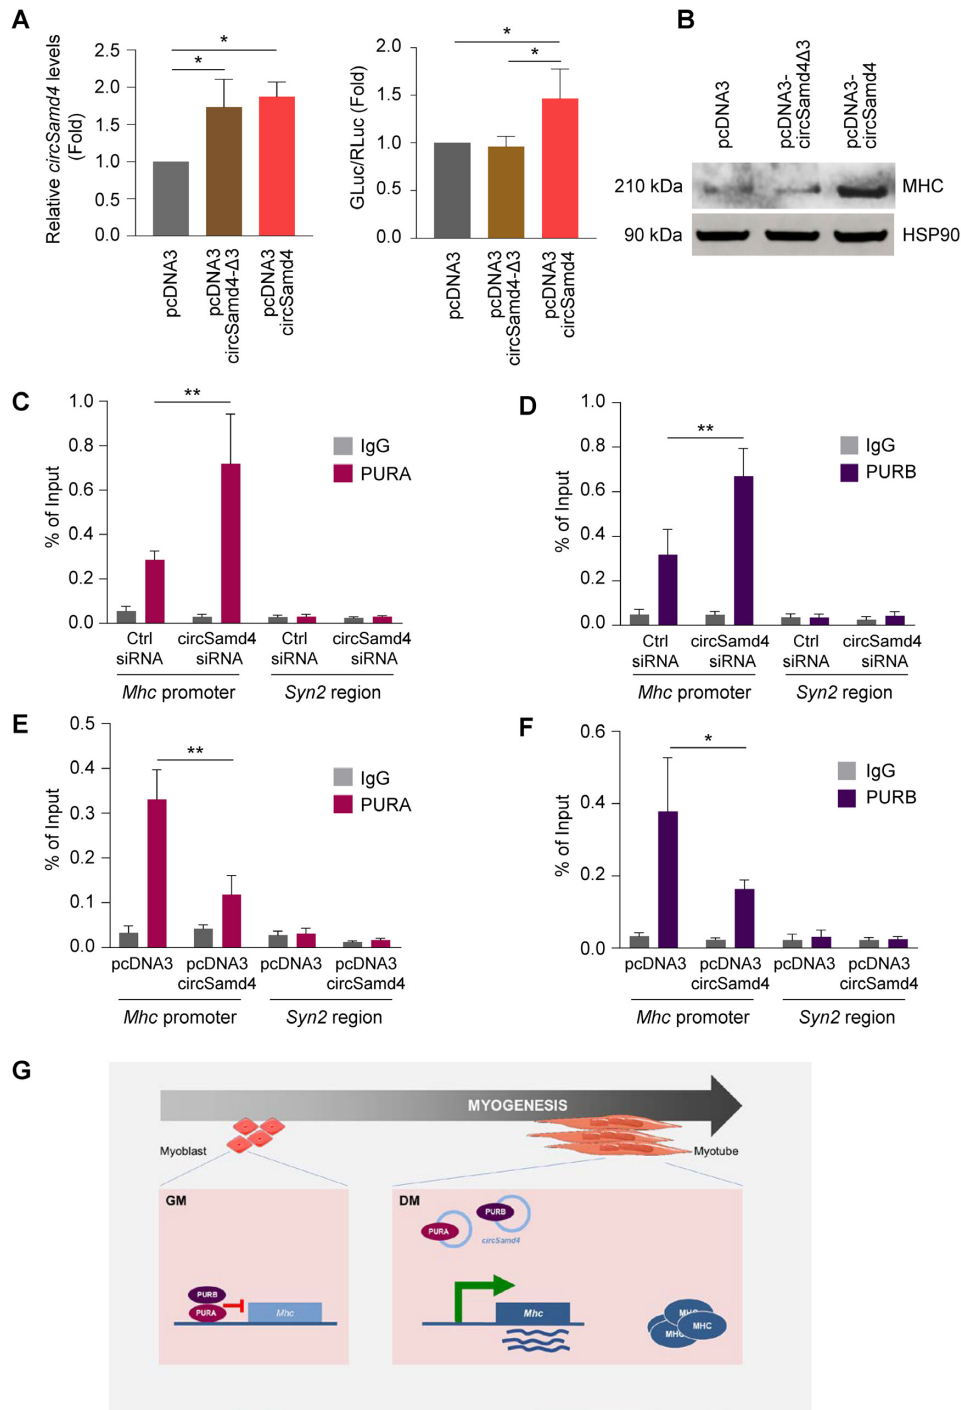 A
Relative circSamd4 levels
(Fold)
2.5
2.0
1.5
1.0
0.5
0.0
*
*
pcDNA3
pcDNA3
circSamd4-Δ3
pcDNA3
circSamd4
GLuc/RLuc (Fold)
2.0
1.5
1.0
0.5
0.0
*
*
pcDNA3
pcDNA3
circSamd4-Δ3
pcDNA3
circSamd4
B
pcDNA3
pcDNA3-
circSamd4Δ3
pcDNA3-
circSamd4
210 kDa
MHC
90 kDa
HSP90
C
% of Input
1.0
0.8
0.6
0.4
0.2
0.0
**
IgG
PURA
Ctrl
siRNA
circSamd4
siRNA
Ctrl
siRNA
circSamd4
siRNA
Mhc promoter
Syn2 region
D
% of Input
1.0
0.8
0.6
0.4
0.2
0.0
**
IgG
PURB
Ctrl
siRNA
circSamd4
siRNA
Ctrl
siRNA
circSamd4
siRNA
Mhc promoter
Syn2 region
E
% of Input
0.5
0.4
0.3
0.2
0.1
0.0
**
IgG
PURA
pcDNA3
pcDNA3
circSamd4
pcDNA3
pcDNA3
circSamd4
Mhc promoter
Syn2 region
F
% of Input
0.6
0.4
0.2
0.0
*
IgG
PURB
pcDNA3
pcDNA3
circSamd4
pcDNA3
pcDNA3
circSamd4
Mhc promoter
Syn2 region
G
MYOGENESIS
Myoblast
Myotube
GM
PURB
PURA
Mhc
DM
PURA
PURB
circSamd4
Mhc
MHC
MHC
MHC